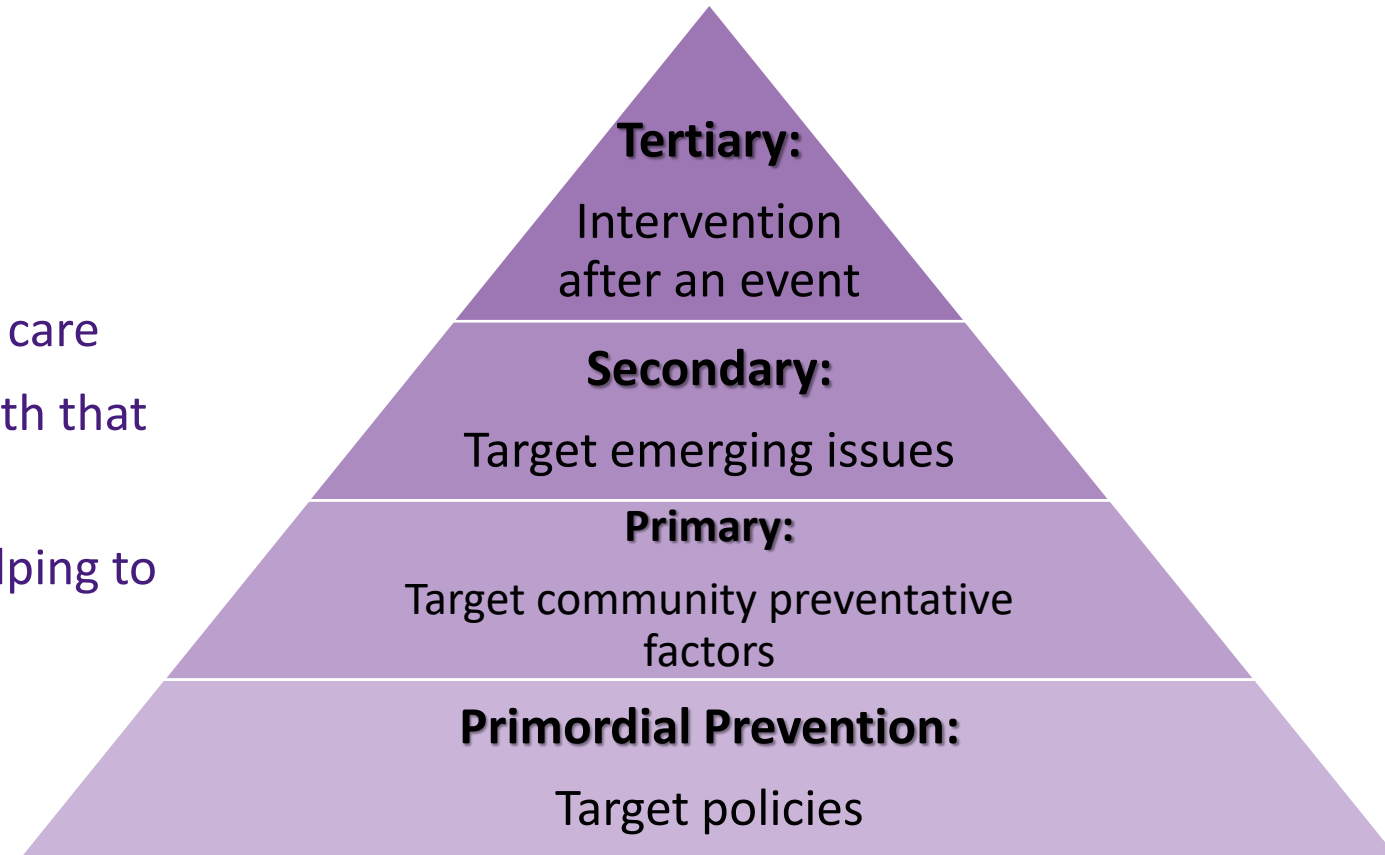 Tertiary:
Intervention
after an event
care
th that
lping to
Secondary:
Target emerging issues
Primary:
Target community preventative
factors
Primordial Prevention:
Target policies